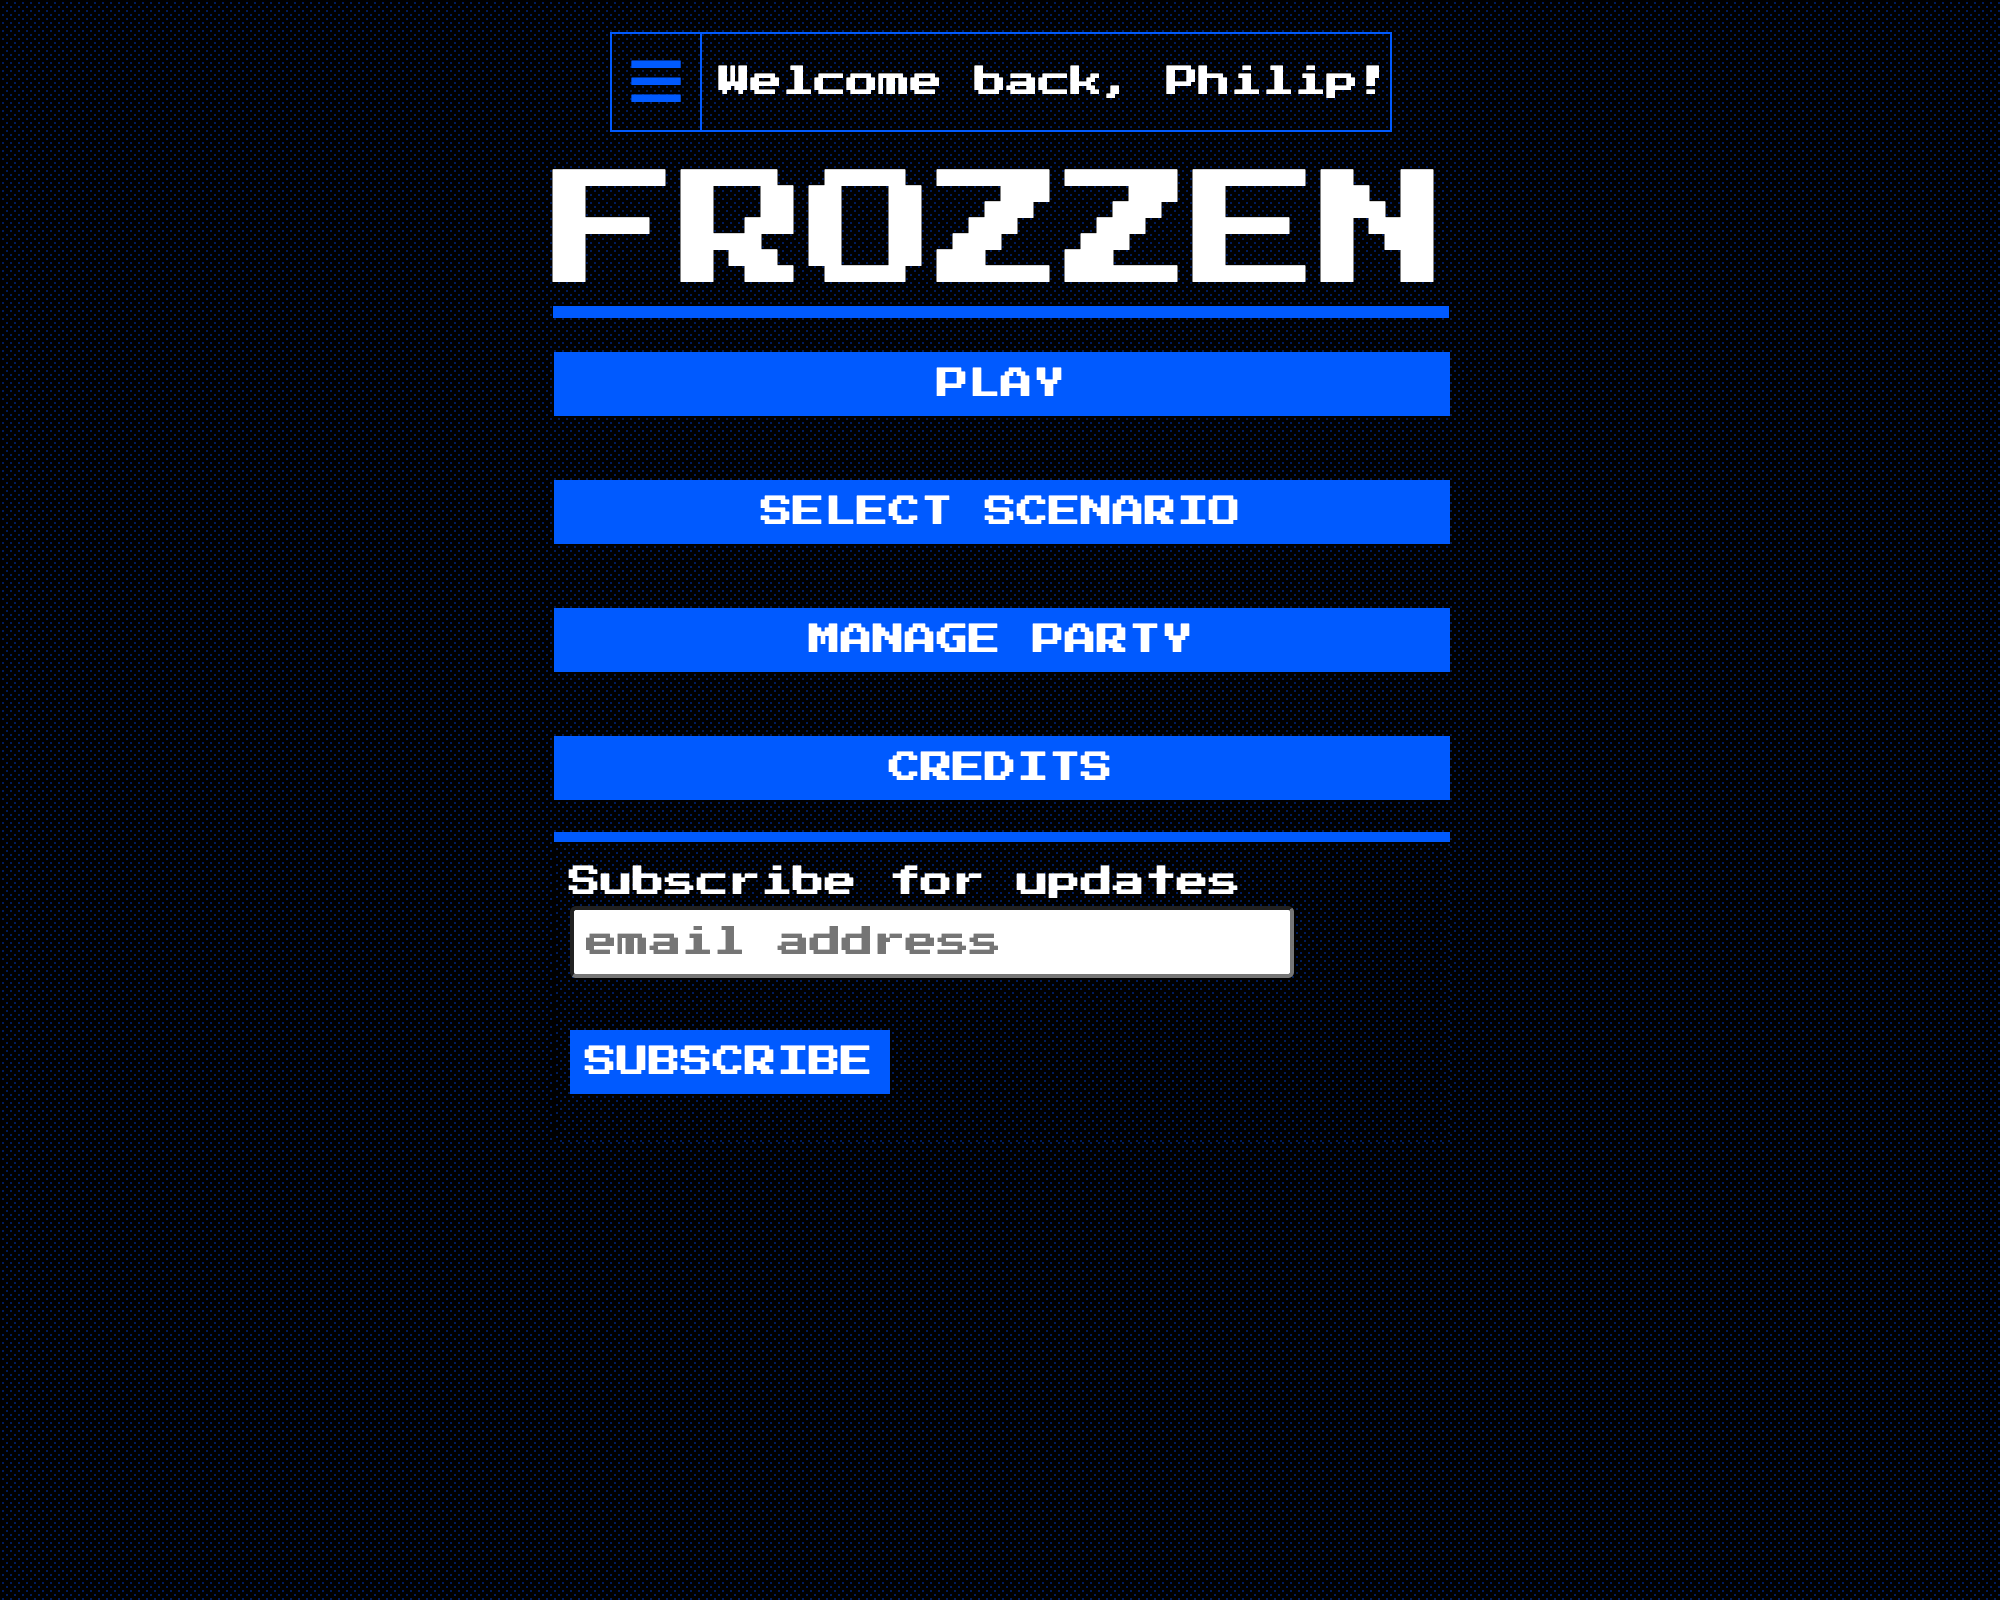 Welcome back, Philip!
FROZZEN
PLAY
SELECT SCENARIO
MANAGE PARTY
CREDITS
Subscribe for updates
email address
SUBSCRIBE